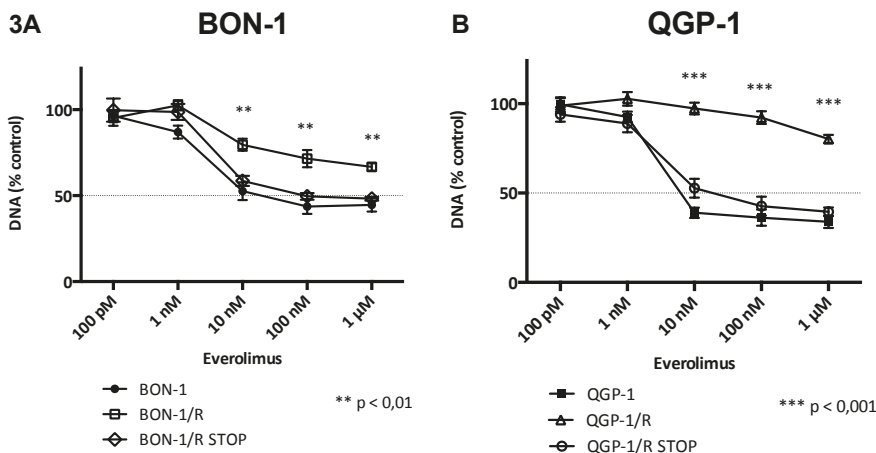 3A
BON-1
DNA (% control)
100
50
0
100 pM
1 nM
10 nM
100 nM
1 µM
**
**
**
Everolimus
BON-1
BON-1/R
BON-1/R STOP
** p < 0,01
B
QGP-1
DNA (% control)
100
50
0
100 pM
1 nM
10 nM
100 nM
1 µM
***
***
***
Everolimus
QGP-1
QGP-1/R
QGP-1/R STOP
*** p < 0,001